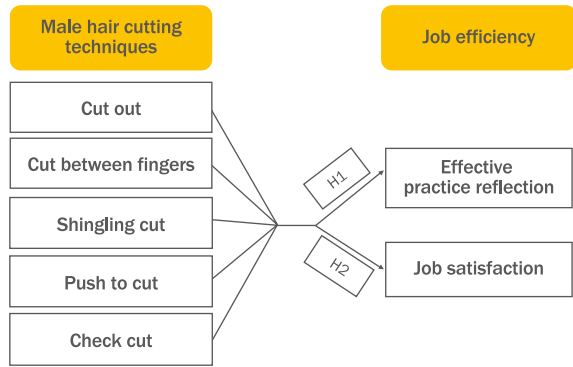 Male hair cutting
techniques
Job efficiency
Cut out
Cut between fingers
Shingling cut
Push to cut
Check cut
H1
H2
Effective
practice reflection
Job satisfaction